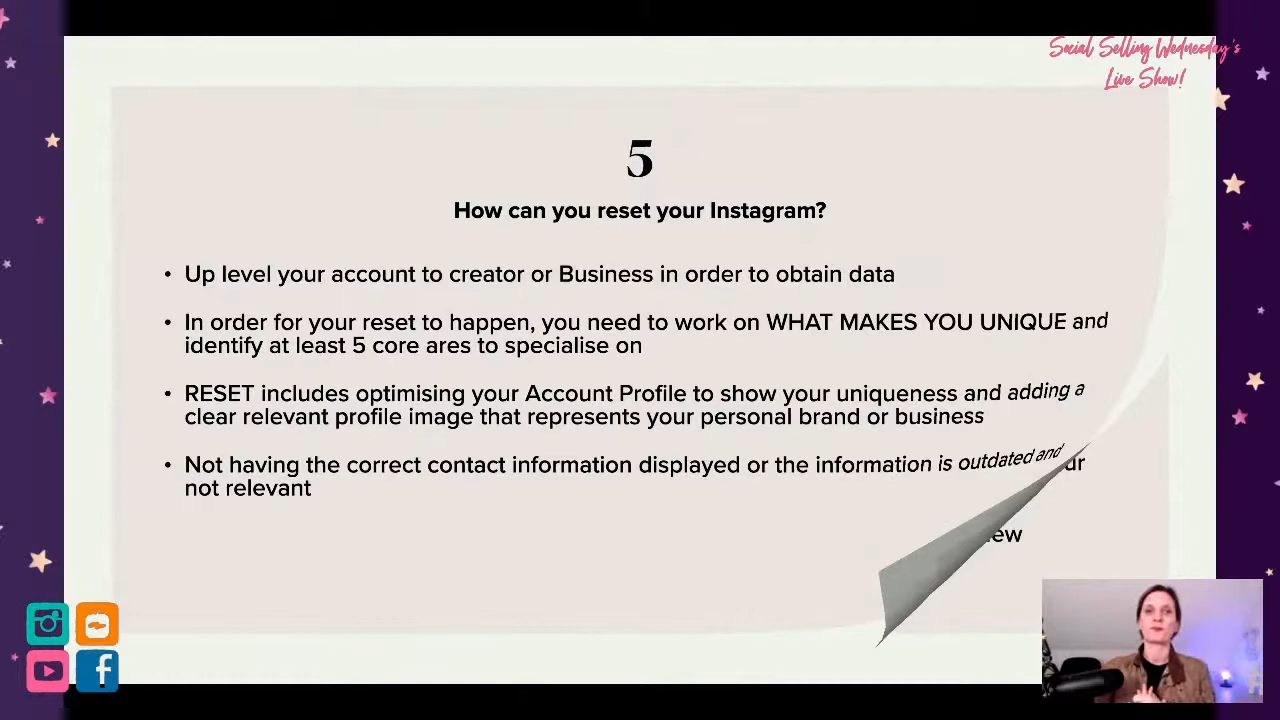 Social Selling Wednesday's
Live Show!
5
How can you reset your Instagram?
• Up level your account to creator or Business in order to obtain data
• In order for your reset to happen, you need to work on WHAT MAKES YOU UNIQUE and
identify at least 5 core ares to specialise on
• RESET includes optimising your Account Profile to show your uniqueness and adding a
clear relevant profile image that represents your personal brand or business
• Not having the correct contact information displayed or the information is outdated and
not relevant